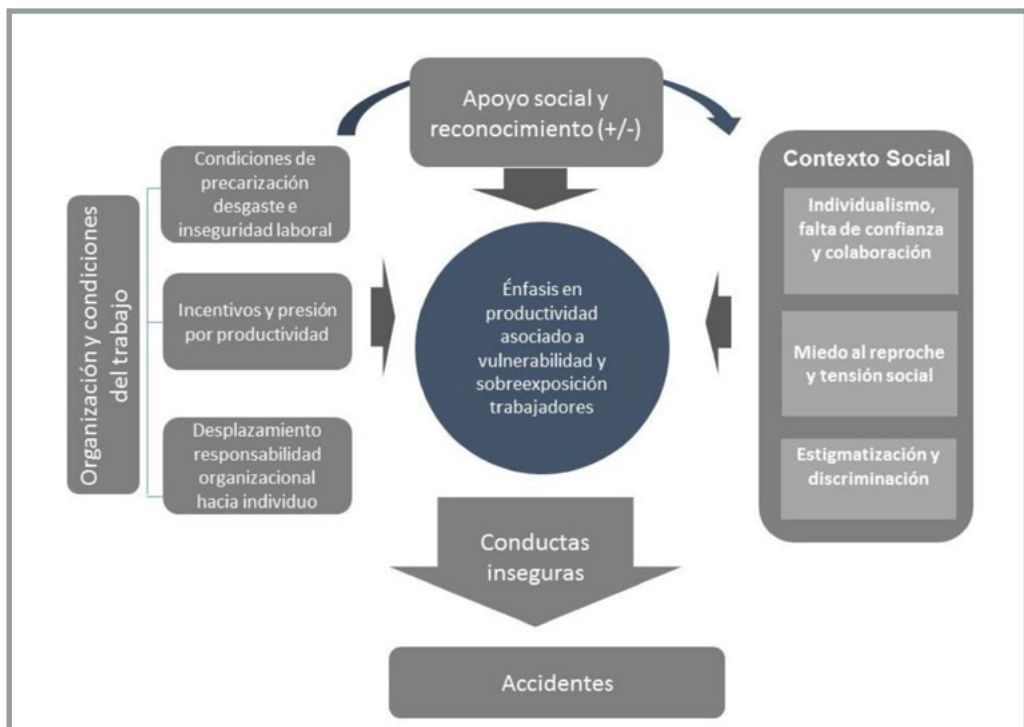 Apoyo social y
reconocimiento (+/-)
Organización y condiciones
del trabajo
Condiciones de
precarización
desgaste e
inseguridad laboral
Incentivos y presión
por productividad
Desplazamiento
responsabilidad
organizacional
hacia individuo
Énfasis en
productividad
asociado a
vulnerabilidad y
sobreexposición
trabajadores
Contexto Social
Individualismo,
falta de confianza
y colaboración
Miedo al reproche
y tensión social
Estigmatización y
discriminación
Conductas
inseguras
Accidentes